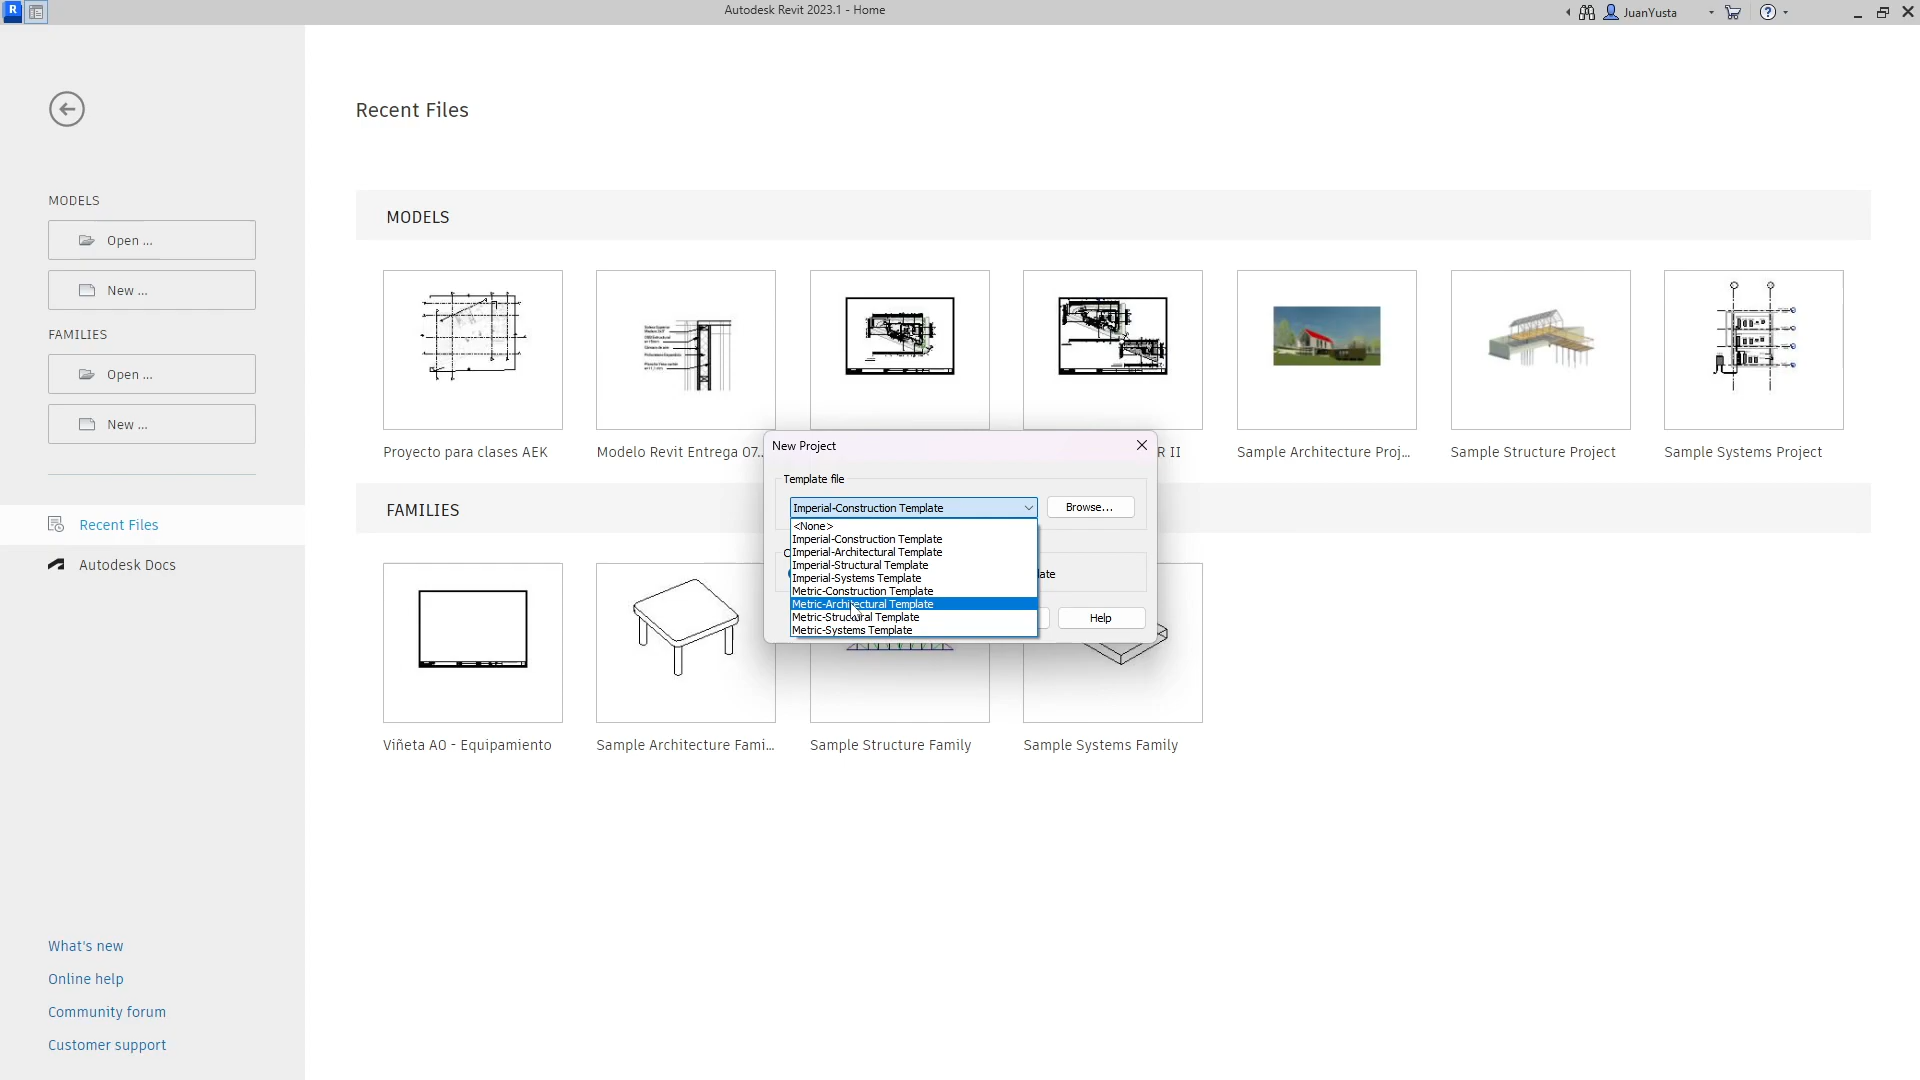 R
Autodesk Revit 2023.1 - Home
JuanYusta
Recent Files
MODELS
Open ...
New ...
FAMILIES
Open ...
New ...
Recent Files
Autodesk Docs
What's new
Online help
Community forum
Customer support
MODELS
Proyecto para clases AEK
Modelo Revit Entrega 07...
R II
Sample Architecture Proj...
Sample Structure Project
Sample Systems Project
FAMILIES
Viñeta A0 - Equipamiento
Sample Architecture Fami...
Sample Structure Family
Sample Systems Family
New Project
Template file
Imperial-Construction Template
Browse...
<None>
Imperial-Construction Template
Imperial-Architectural Template
Imperial-Structural Template
Imperial-Systems Template
Metric-Construction Template
Metric-Architectural Template
Metric-Structural Template
Metric-Systems Template
late
Help